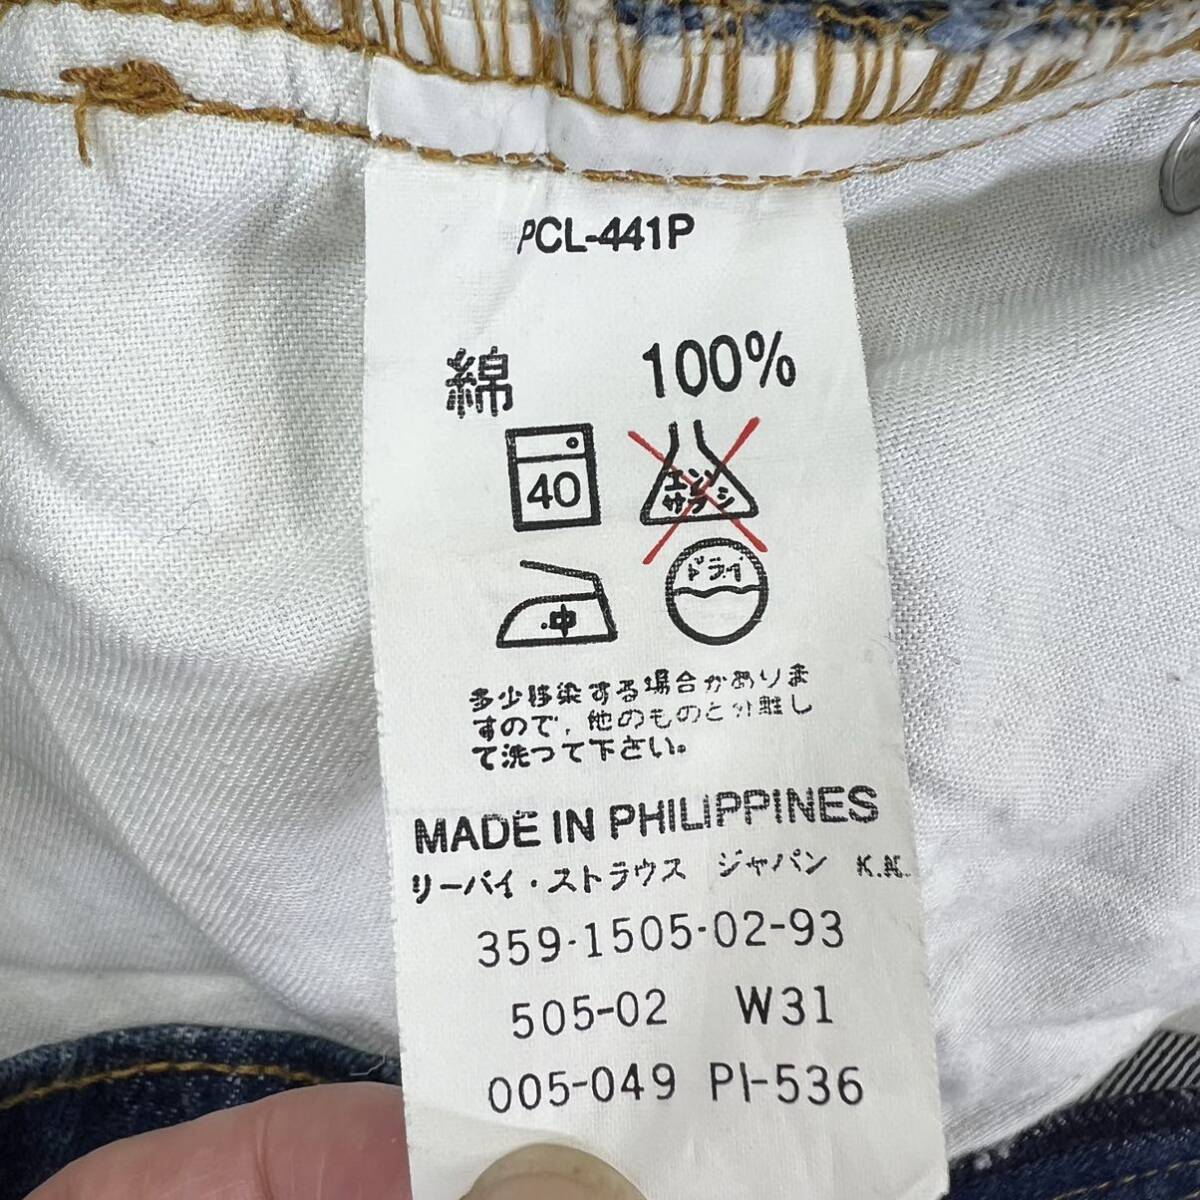 PCL-441P
綿 100%
40 エンソ サラシ
中 ドライ
多少移染する場合がありま
すので,他のものと分離し
て洗って下さい。
MADE IN PHILIPPINES
リーバイ・ストラウス ジャパン K.K.
359-1505-02-93
505-02 W31
005-049 PI-536